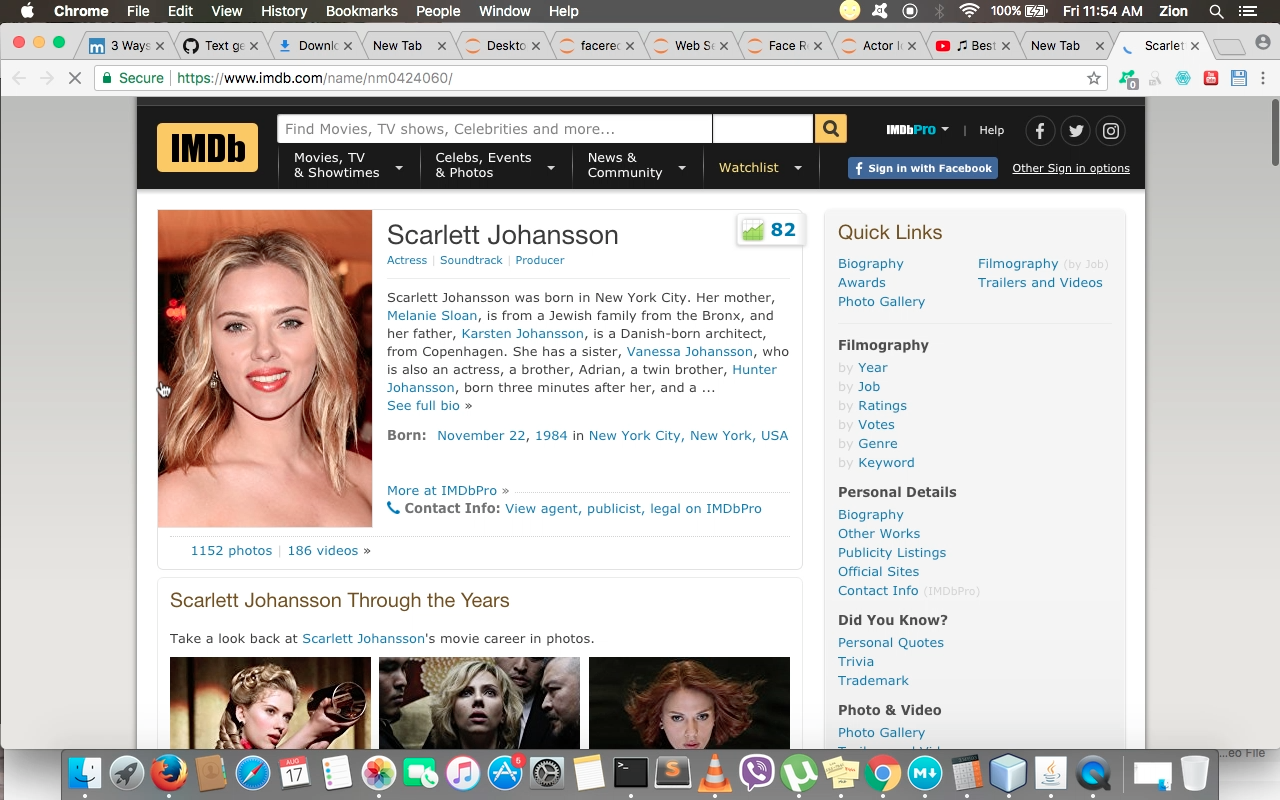 Chrome File Edit View History Bookmarks People Window Help 100% Fri 11:54 AM Zion
3 Ways Text ge Downlo New Tab Deskto facerec Web Se Face Re Actor I Best New Tab Scarlet
Secure https://www.imdb.com/name/nm0424060/ 0
IMDb
Find Movies, TV shows, Celebrities and more...
IMDbPro | Help
Movies, TV & Showtimes
Celebs, Events & Photos
News & Community
Watchlist
f Sign in with Facebook Other Sign in options
Scarlett Johansson
82
Actress | Soundtrack | Producer
Scarlett Johansson was born in New York City. Her mother,
Melanie Sloan, is from a Jewish family from the Bronx, and
her father, Karsten Johansson, is a Danish-born architect,
from Copenhagen. She has a sister, Vanessa Johansson, who
is also an actress, a brother, Adrian, a twin brother, Hunter
Johansson, born three minutes after her, and a ...
See full bio »
Born: November 22, 1984 in New York City, New York, USA
More at IMDbPro »
Contact Info: View agent, publicist, legal on IMDbPro
1152 photos | 186 videos »
Scarlett Johansson Through the Years
Take a look back at Scarlett Johansson's movie career in photos.
Quick Links
Biography Filmography (by Job)
Awards Trailers and Videos
Photo Gallery
Filmography
by Year
by Job
by Ratings
by Votes
by Genre
by Keyword
Personal Details
Biography
Other Works
Publicity Listings
Official Sites
Contact Info (IMDbPro)
Did You Know?
Personal Quotes
Trivia
Trademark
Photo & Video
Photo Gallery
...eo File
AUG
17
6